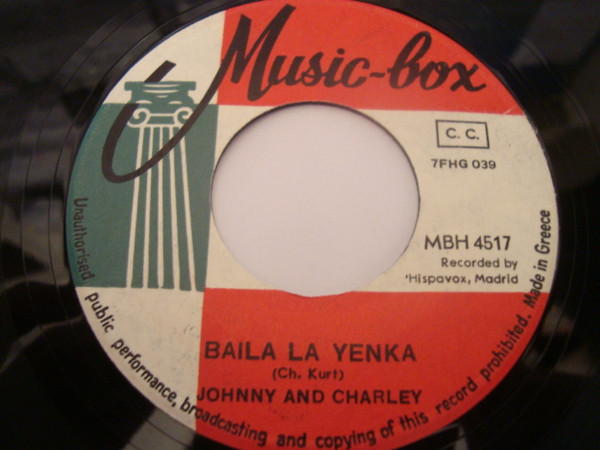 Music-box
C. C.
7FHG 039
MBH 4517
Recorded by
'Hispavox, Madrid
BAILA LA YENKA
(Ch. Kurt)
JOHNNY AND CHARLEY
Unauthorised public performance, broadcasting and copying of this record prohibited. Made in Greece